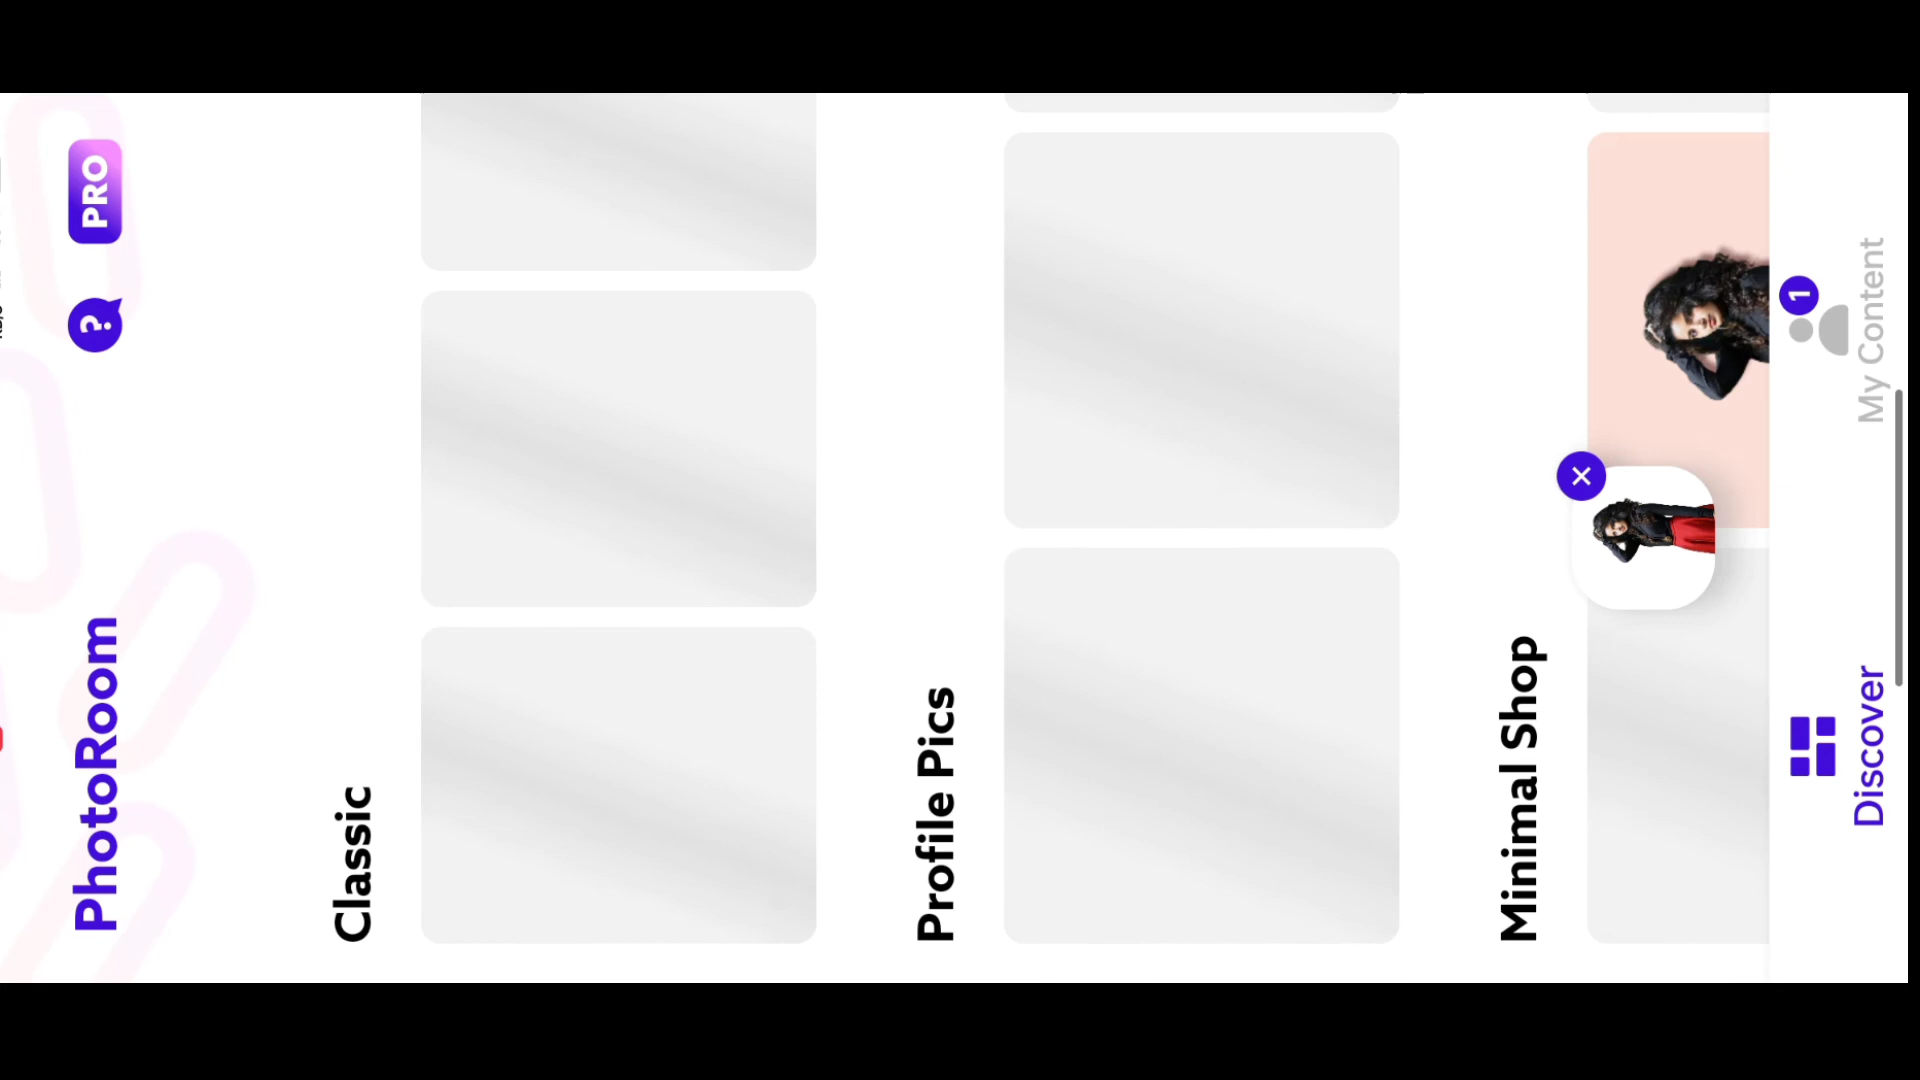 PhotoRoom
?
PRO
Classic
Profile Pics
Minimal Shop
1
Discover
My Content